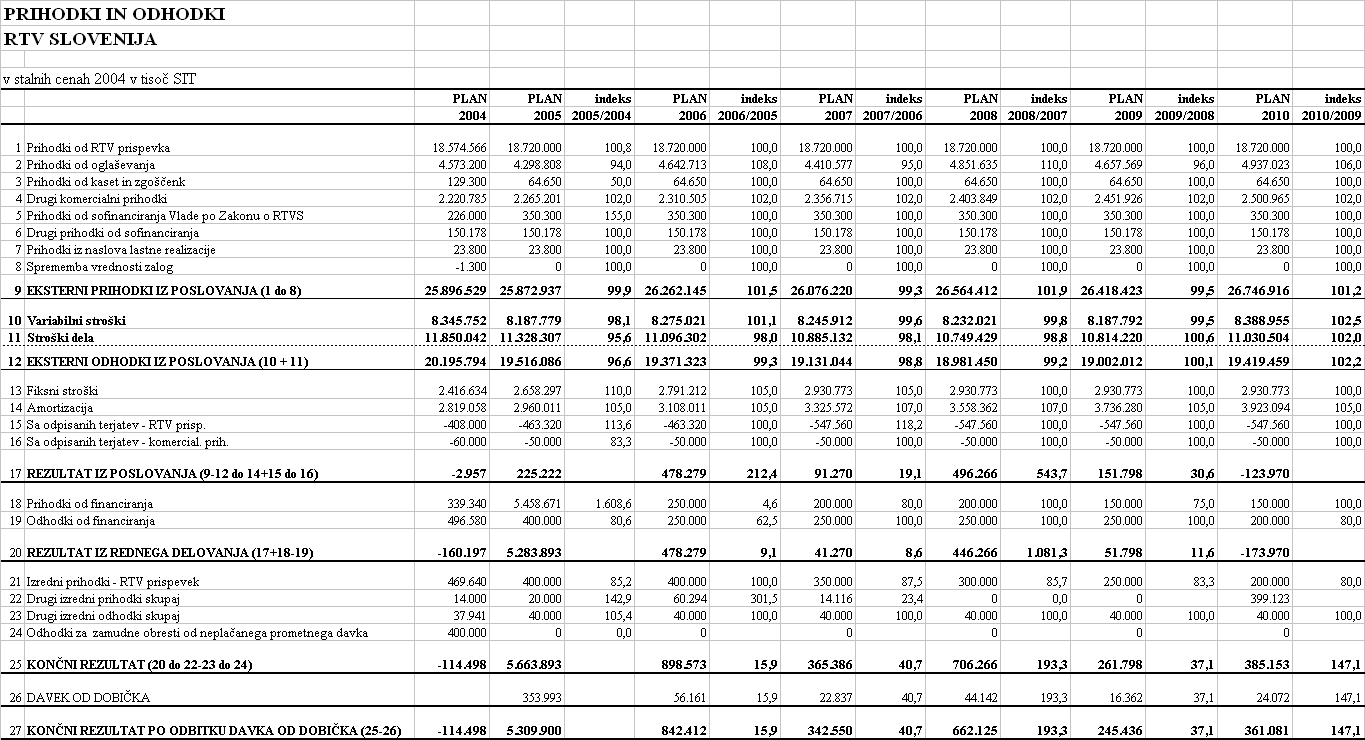 PRIHODKI IN ODHODKI
RTV SLOVENIJA
v stalnih cenah 2004 v tisoč SIT
PLAN PLAN indeks PLAN indeks PLAN indeks PLAN indeks PLAN indeks PLAN indeks
2004 2005 2005/2004 2006 2006/2005 2007 2007/2006 2008 2008/2007 2009 2009/2008 2010 2010/2009
1 Prihodki od RTV prispevka 18.574.566 18.720.000 100,8 18.720.000 100,0 18.720.000 100,0 18.720.000 100,0 18.720.000 100,0 18.720.000 100,0
2 Prihodki od oglaševanja 4.573.200 4.298.808 94,0 4.642.713 108,0 4.410.577 95,0 4.851.635 110,0 4.657.569 96,0 4.937.023 106,0
3 Prihodki od kaset in zgoščenk 129.300 64.650 50,0 64.650 100,0 64.650 100,0 64.650 100,0 64.650 100,0 64.650 100,0
4 Drugi komercialni prihodki 2.220.785 2.265.201 102,0 2.310.505 102,0 2.356.715 102,0 2.403.849 102,0 2.451.926 102,0 2.500.965 102,0
5 Prihodki od sofinanciranja Vlade po Zakonu o RTVS 226.000 350.300 155,0 350.300 100,0 350.300 100,0 350.300 100,0 350.300 100,0 350.300 100,0
6 Drugi prihodki od sofinanciranja 150.178 150.178 100,0 150.178 100,0 150.178 100,0 150.178 100,0 150.178 100,0 150.178 100,0
7 Prihodki iz naslova lastne realizacije 23.800 23.800 100,0 23.800 100,0 23.800 100,0 23.800 100,0 23.800 100,0 23.800 100,0
8 Sprememba vrednosti zalog -1.300 0 100,0 0 100,0 0 100,0 0 100,0 0 100,0 0 100,0
9 EKSTERNI PRIHODKI IZ POSLOVANJA (1 do 8) 25.896.529 25.872.937 99,9 26.262.145 101,5 26.076.220 99,3 26.564.412 101,9 26.418.423 99,5 26.746.916 101,2
10 Variabilni stroški 8.345.752 8.187.779 98,1 8.275.021 101,1 8.245.912 99,6 8.232.021 99,8 8.187.792 99,5 8.388.955 102,5
11 Stroški dela 11.850.042 11.328.307 95,6 11.096.302 98,0 10.885.132 98,1 10.749.429 98,8 10.814.220 100,6 11.030.504 102,0
12 EKSTERNI ODHODKI IZ POSLOVANJA (10 + 11) 20.195.794 19.516.086 96,6 19.371.323 99,3 19.131.044 98,8 18.981.450 99,2 19.002.012 100,1 19.419.459 102,2
13 Fiksni stroški 2.416.634 2.658.297 110,0 2.791.212 105,0 2.930.773 105,0 2.930.773 100,0 2.930.773 100,0 2.930.773 100,0
14 Amortizacija 2.819.058 2.960.011 105,0 3.108.011 105,0 3.325.572 107,0 3.558.362 107,0 3.736.280 105,0 3.923.094 105,0
15 Sa odpisanih terjatev - RTV prisp. -408.000 -463.320 113,6 -463.320 100,0 -547.560 118,2 -547.560 100,0 -547.560 100,0 -547.560 100,0
16 Sa odpisanih terjatev - komercial. prih. -60.000 -50.000 83,3 -50.000 100,0 -50.000 100,0 -50.000 100,0 -50.000 100,0 -50.000 100,0
17 REZULTAT IZ POSLOVANJA (9-12 do 14+15 do 16) -2.957 225.222 478.279 212,4 91.270 19,1 496.266 543,7 151.798 30,6 -123.970
18 Prihodki od financiranja 339.340 5.458.671 1.608,6 250.000 4,6 200.000 80,0 200.000 100,0 150.000 75,0 150.000 100,0
19 Odhodki od financiranja 496.580 400.000 80,6 250.000 62,5 250.000 100,0 250.000 100,0 250.000 100,0 200.000 80,0
20 REZULTAT IZ REDNEGA DELOVANJA (17+18-19) -160.197 5.283.893 478.279 9,1 41.270 8,6 446.266 1.081,3 51.798 11,6 -173.970
21 Izredni prihodki - RTV prispevek 469.640 400.000 85,2 400.000 100,0 350.000 87,5 300.000 85,7 250.000 83,3 200.000 80,0
22 Drugi izredni prihodki skupaj 14.000 20.000 142,9 60.294 301,5 14.116 23,4 0 0,0 0 399.123
23 Drugi izredni odhodki skupaj 37.941 40.000 105,4 40.000 100,0 40.000 100,0 40.000 100,0 40.000 100,0 40.000 100,0
24 Odhodki za zamudne obresti od neplačanega prometnega davka 400.000 0 0,0 0 0 0 0 0
25 KONČNI REZULTAT (20 do 22-23 do 24) -114.498 5.663.893 898.573 15,9 365.386 40,7 706.266 193,3 261.798 37,1 385.153 147,1
26 DAVEK OD DOBIČKA 353.993 56.161 15,9 22.837 40,7 44.142 193,3 16.362 37,1 24.072 147,1
27 KONČNI REZULTAT PO ODBITKU DAVKA OD DOBIČKA (25-26) -114.498 5.309.900 842.412 15,9 342.550 40,7 662.125 193,3 245.436 37,1 361.081 147,1